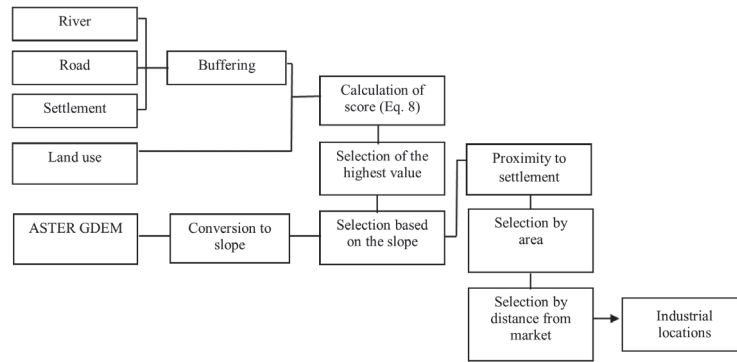 River
Road
Settlement
Land use
Buffering
Calculation of
score (Eq. 8)
Selection of the
highest value
ASTER GDEM
Conversion to
slope
Selection based
on the slope
Proximity to
settlement
Selection by
area
Selection by
distance from
market
Industrial
locations